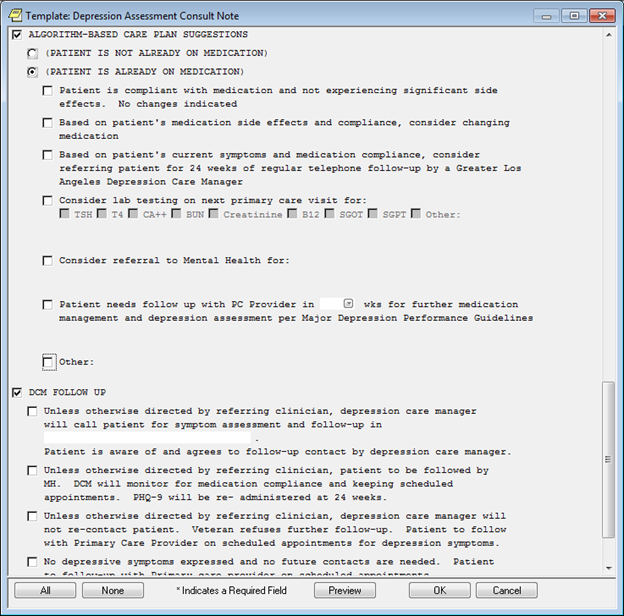 Template: Depression Assessment Consult Note
ALGORITHM-BASED CARE PLAN SUGGESTIONS
(PATIENT IS NOT ALREADY ON MEDICATION)
(PATIENT IS ALREADY ON MEDICATION)
Patient is compliant with medication and not experiencing significant side
effects. No changes indicated
Based on patient's medication side effects and compliance, consider changing
medication
Based on patient's current symptoms and medication compliance, consider
referring patient for 24 weeks of regular telephone follow-up by a Greater Los
Angeles Depression Care Manager
Consider lab testing on next primary care visit for:
TSH T4 CA++ BUN Creatinine B12 SGOT SGPT Other:
Consider referral to Mental Health for:
Patient needs follow up with PC Provider in wks for further medication
management and depression assessment per Major Depression Performance Guidelines
Other:
DCM FOLLOW UP
Unless otherwise directed by referring clinician, depression care manager
will call patient for symptom assessment and follow-up in
.
Patient is aware of and agrees to follow-up contact by depression care manager.
Unless otherwise directed by referring clinician, patient to be followed by
MH. DCM will monitor for medication compliance and keeping scheduled
appointments. PHQ-9 will be re- administered at 24 weeks.
Unless otherwise directed by referring clinician, depression care manager will
not re-contact patient. Veteran refuses further follow-up. Patient to follow
with Primary Care Provider on scheduled appointments for depression symptoms.
No depressive symptoms expressed and no future contacts are needed. Patient
to follow-up with Primary care provider on scheduled appointments
All None * Indicates a Required Field Preview OK Cancel